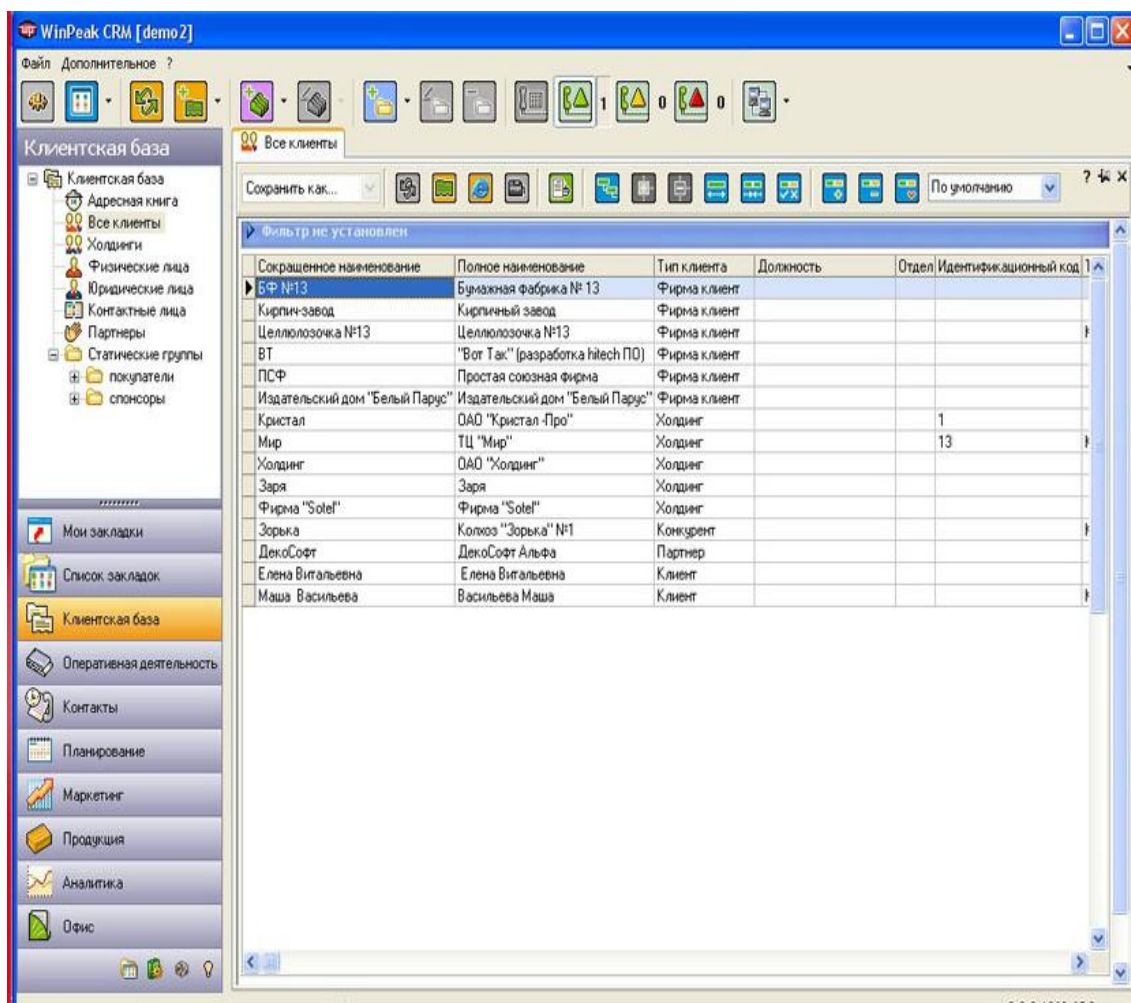 WinPeak CRM [demo2]
Файл Дополнительное ?
1 0 0
Клиентская база
Клиентская база
Адресная книга
Все клиенты
Холдинги
Физические лица
Юридические лица
Контактные лица
Партнеры
Статические группы
покупатели
спонсоры
Мои закладки
Список закладок
Клиентская база
Оперативная деятельность
Контакты
Планирование
Маркетинг
Продукция
Аналитика
Офис
Все клиенты
Сохранить как... По умолчанию ?
Фильтр не установлен
Сокращенное наименование Полное наименование Тип клиента Должность Отдел Идентификационный код
БФ №13 Бумажная фабрика № 13 Фирма клиент
Кирпич-завод Кирпичный завод Фирма клиент
Целлюлозочка №13 Целлюлозочка №13 Фирма клиент
ВТ "Вот Так" (разработка hitech ПО) Фирма клиент
ПСФ Простая союзная фирма Фирма клиент
Издательский дом "Белый Парус" Издательский дом "Белый Парус" Фирма клиент
Кристал ОАО "Кристал-Про" Холдинг 1
Мир ТЦ "Мир" Холдинг 13
Холдинг ОАО "Холдинг" Холдинг
Заря Заря Холдинг
Фирма "Sotel" Фирма "Sotel" Холдинг
Зорька Колхоз "Зорька" №1 Конкурент
ДекоСофт ДекоСофт Альфа Партнер
Елена Витальевна Елена Витальевна Клиент
Маша Васильева Васильева Маша Клиент